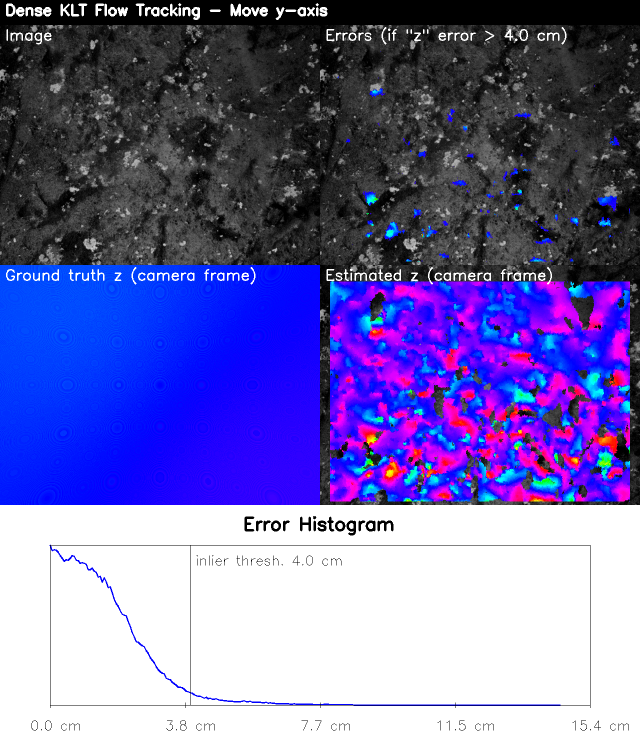 Dense KLT Flow Tracking - Move y-axis
Image
Errors (if "z" error > 4.0 cm)
Ground truth z (camera frame)
Estimated z (camera frame)
Error Histogram
inlier thresh. 4.0 cm
0.0 cm 3.8 cm 7.7 cm 11.5 cm 15.4 cm